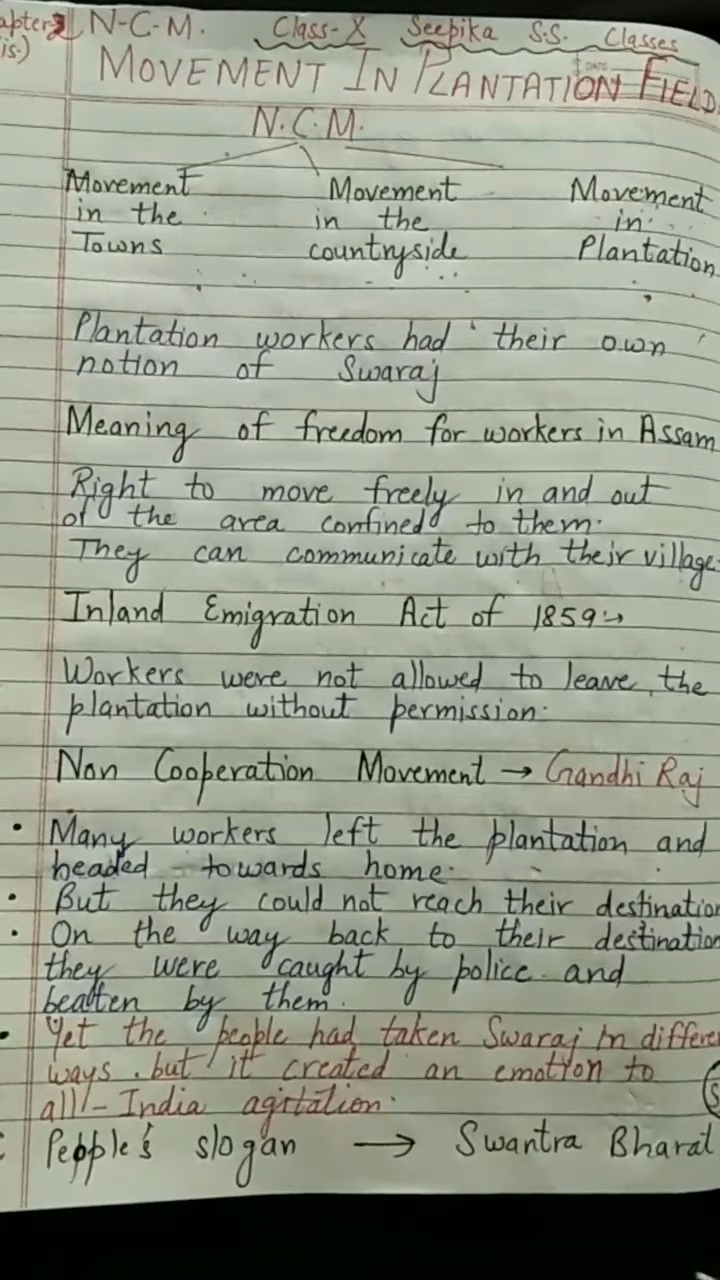 apter N-C-M. Class-X Seepika S.S. Classes
is.)
DATE
MOVEMENT IN PLANTATION FIELD
N.C.M.
Movement Movement Movement
in the in the in
Towns countryside Plantation
Plantation workers had their own
notion of Swaraj
Meaning of freedom for workers in Assam
Right to move freely in and out
of the area confined to them.
They can communicate with their village.
Inland Emigration Act of 1859→
Workers were not allowed to leave the
plantation without permission.
Non Cooperation Movement → Gandhi Raj
• Many workers left the plantation and
headed towards home.
• But they could not reach their destination
• On the way back to their destination
they were caught by police and
beaten by them.
• Yet the people had taken Swaraj in differe
ways. but it created an emotion to
all-India agitation.
People's slogan → Swantra Bharat